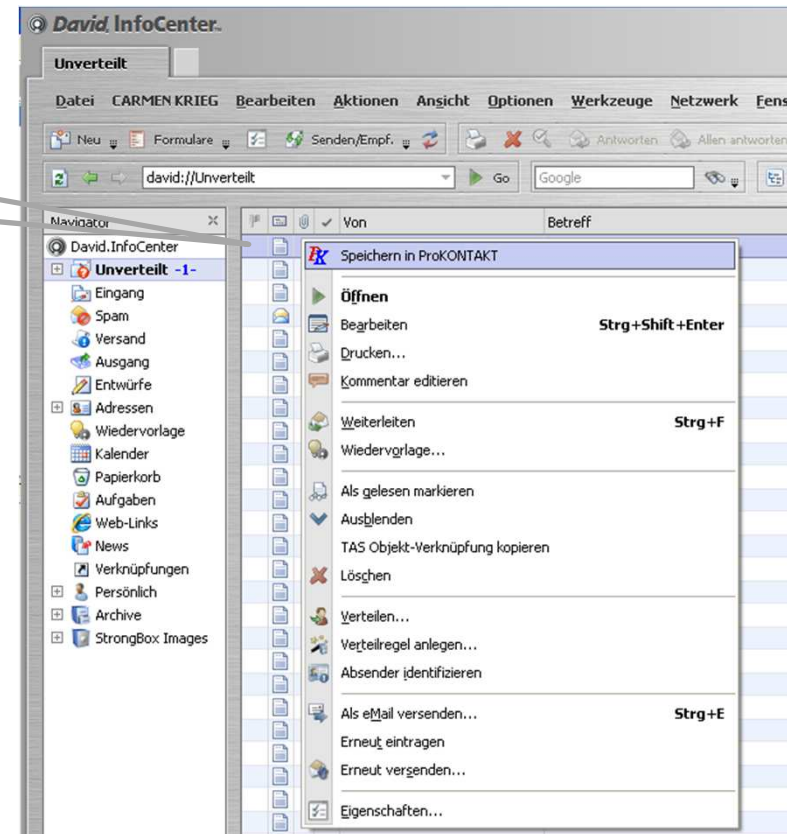 David. InfoCenter™
Unverteilt
Datei CARMEN KRIEG Bearbeiten Aktionen Ansicht Optionen Werkzeuge Netzwerk Fens
Neu Formulare Senden/Empf. Antworten Allen antworten
david://Unverteilt Go Google
Navigator Von Betreff
David.InfoCenter
Unverteilt -1-
Eingang
Spam
Versand
Ausgang
Entwürfe
Adressen
Wiedervorlage
Kalender
Papierkorb
Aufgaben
Web-Links
News
Verknüpfungen
Persönlich
Archive
StrongBox Images
PK Speichern in ProKONTAKT
Öffnen
Bearbeiten Strg+Shift+Enter
Drucken...
Kommentar editieren
Weiterleiten Strg+F
Wiedervorlage...
Als gelesen markieren
Ausblenden
TAS Objekt-Verknüpfung kopieren
Löschen
Verteilen...
Verteilregel anlegen...
Absender identifizieren
Als eMail versenden... Strg+E
Erneut eintragen
Erneut versenden...
Eigenschaften...